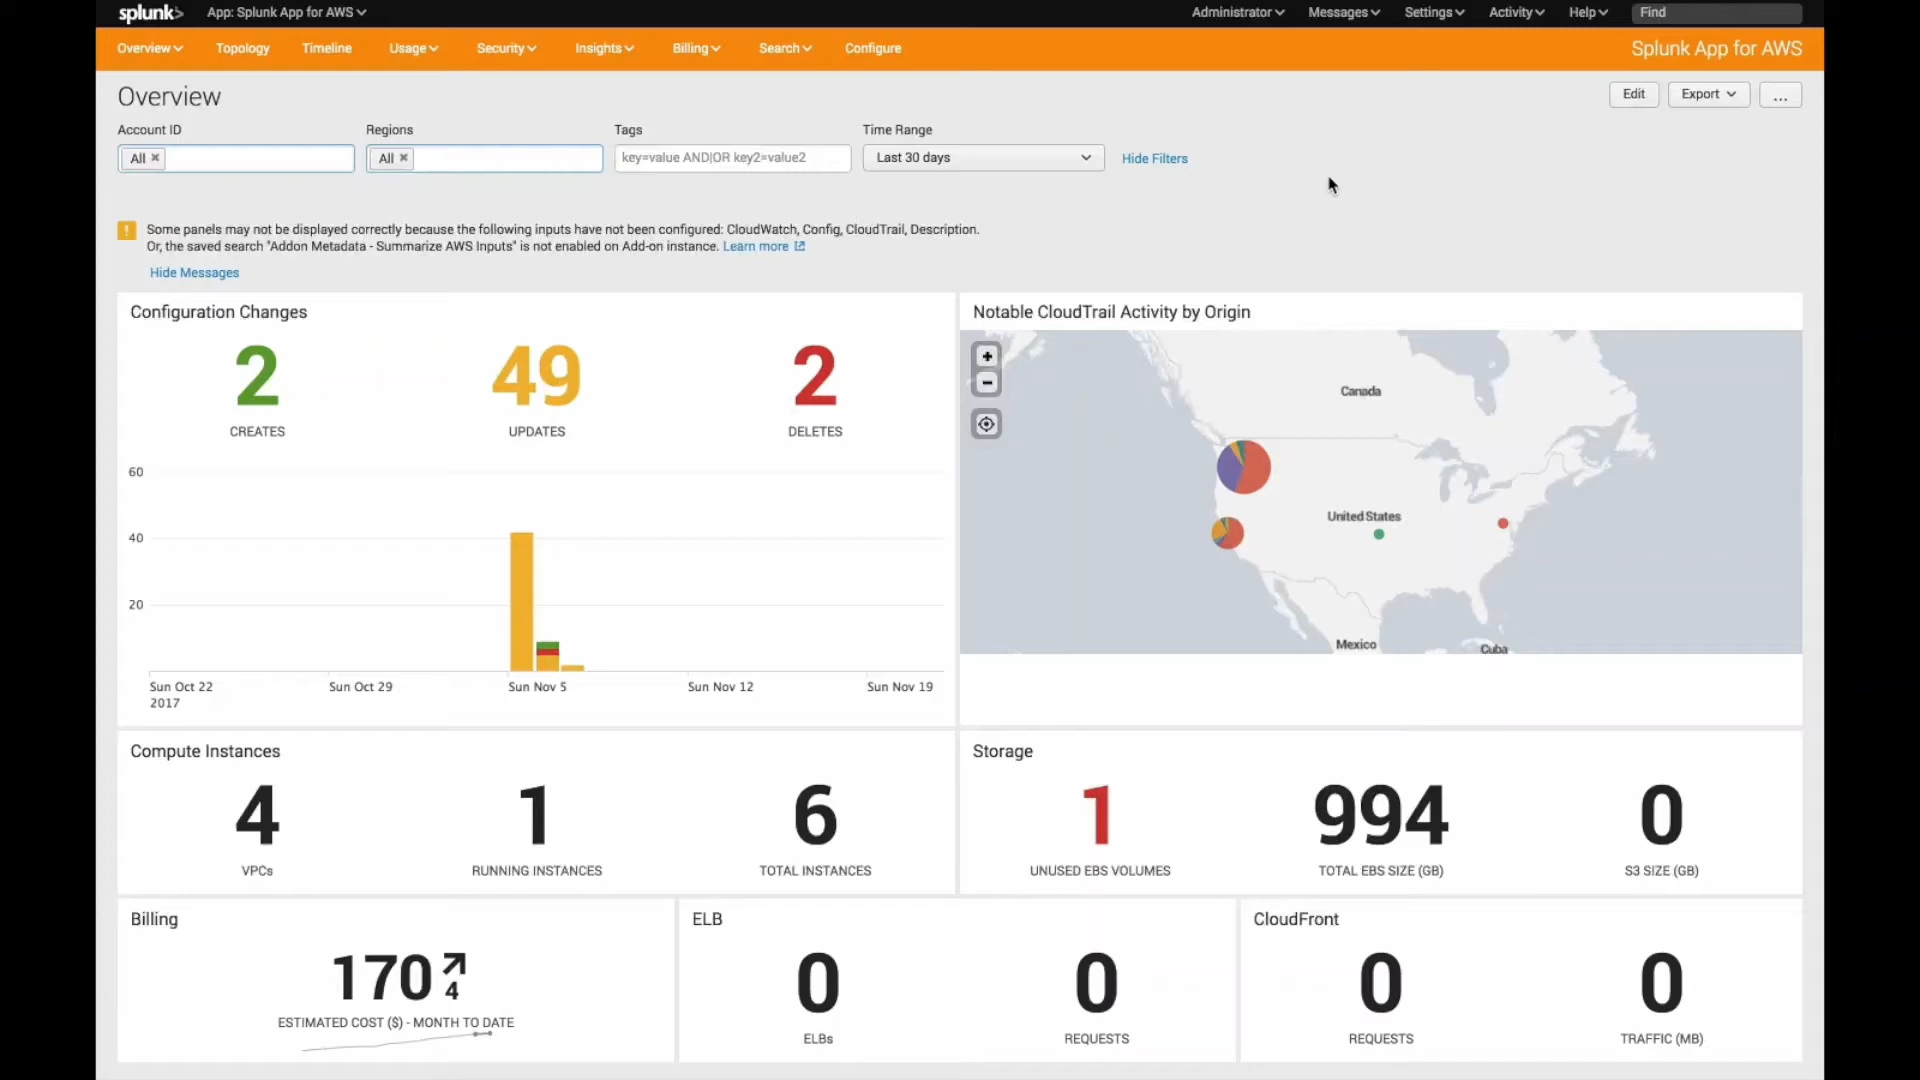 splunk> App: Splunk App for AWS Administrator Messages Settings Activity Help Find
Overview Topology Timeline Usage Security Insights Billing Search Configure Splunk App for AWS
Overview Edit Export ...
Account ID Regions Tags Time Range
All × All × key=value AND|OR key2=value2 Last 30 days Hide Filters
! Some panels may not be displayed correctly because the following inputs have not been configured: CloudWatch, Config, CloudTrail, Description.
Or, the saved search "Addon Metadata - Summarize AWS Inputs" is not enabled on Add-on instance. Learn more
Hide Messages
Configuration Changes
2 49 2
CREATES UPDATES DELETES
60
40
20
Sun Oct 22 Sun Oct 29 Sun Nov 5 Sun Nov 12 Sun Nov 19
2017
Notable CloudTrail Activity by Origin
+
-
Canada
United States
Mexico
Cuba
Compute Instances
4 1 6
VPCs RUNNING INSTANCES TOTAL INSTANCES
Storage
1 994 0
UNUSED EBS VOLUMES TOTAL EBS SIZE (GB) S3 SIZE (GB)
Billing
170 4
ESTIMATED COST ($) - MONTH TO DATE
ELB
0 0
ELBs REQUESTS
CloudFront
0 0
REQUESTS TRAFFIC (MB)